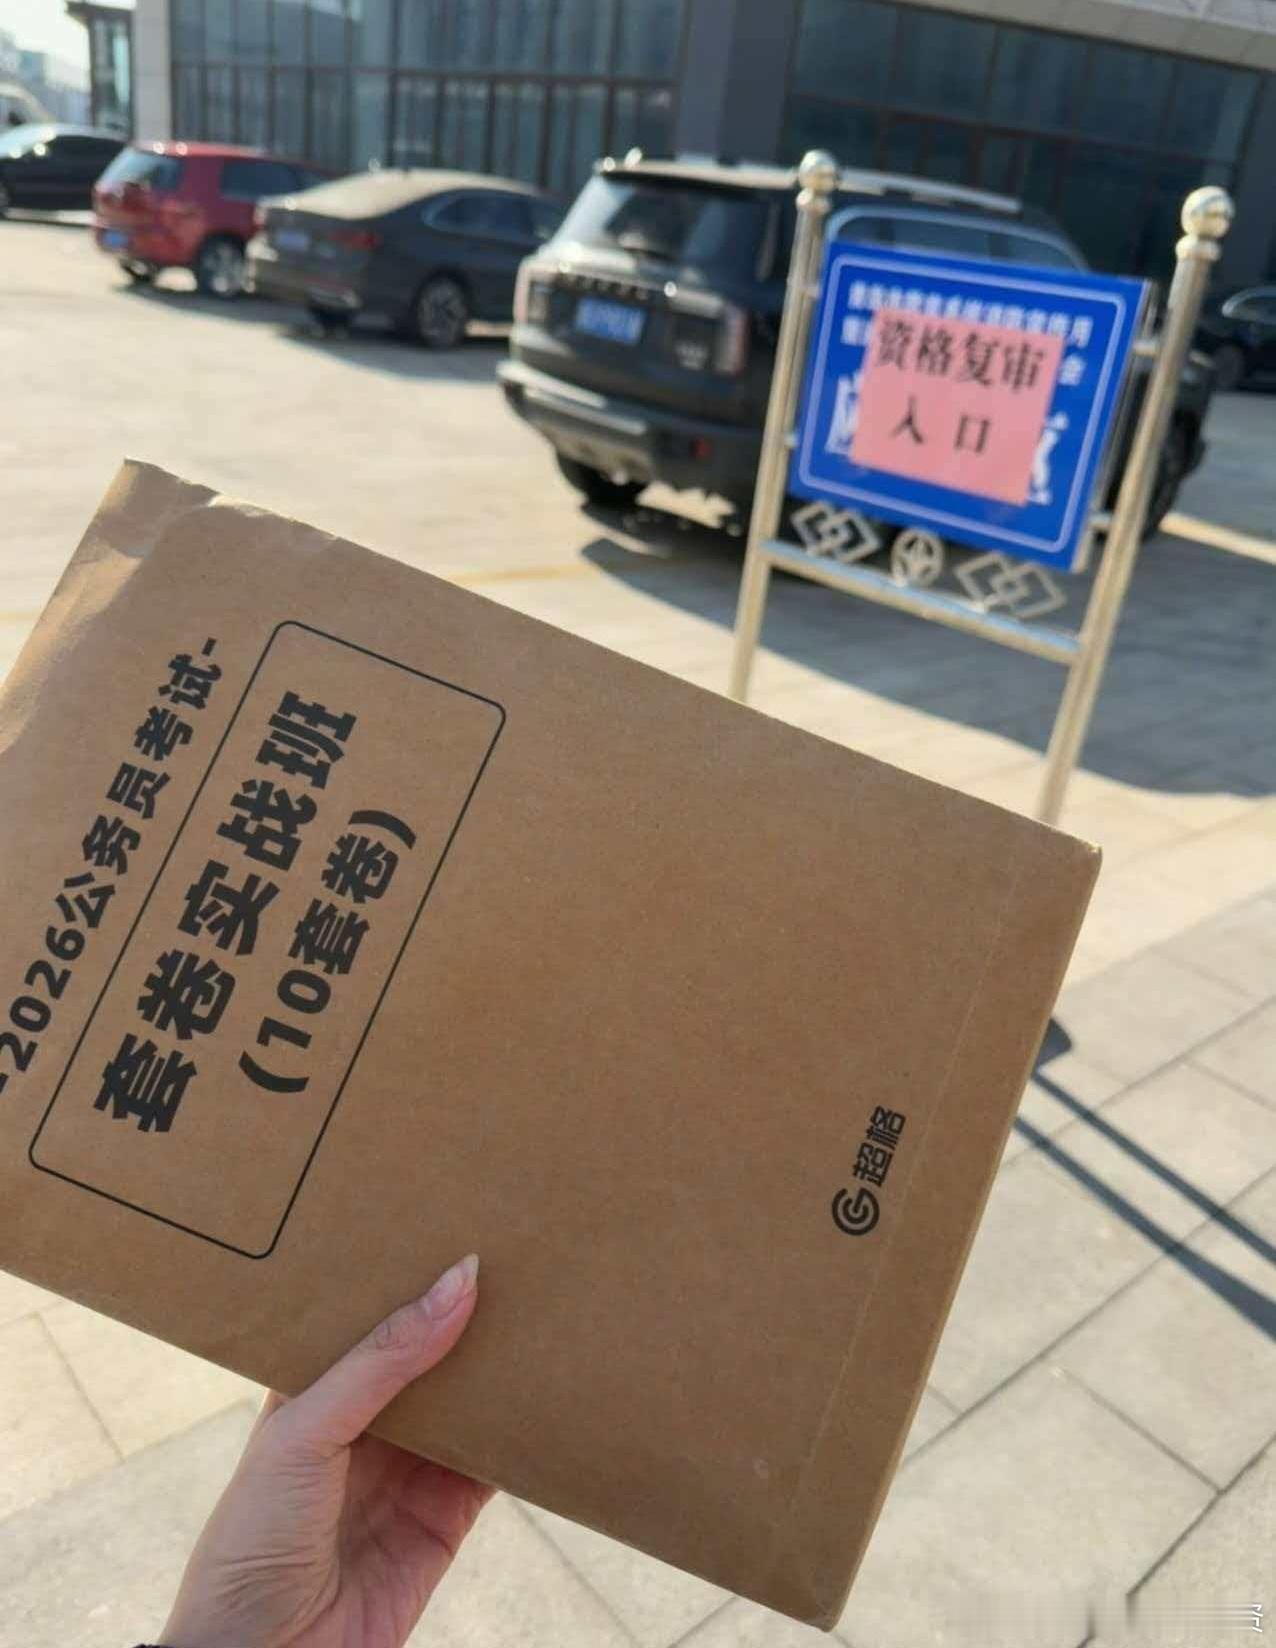 资格复审
入口
-2026公务员考试-
套卷实战班
(10套卷)
超格